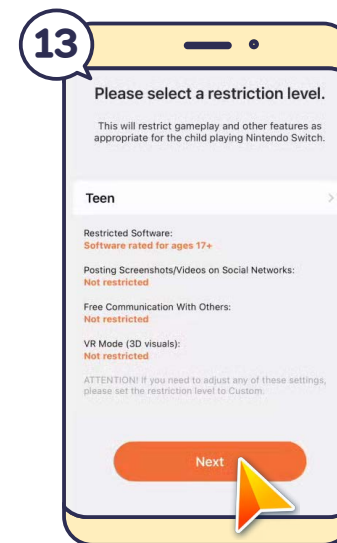 13
Please select a restriction level.
This will restrict gameplay and other features as
appropriate for the child playing Nintendo Switch.
Teen
Restricted Software:
Software rated for ages 17+
Posting Screenshots/Videos on Social Networks:
Not restricted
Free Communication With Others:
Not restricted
VR Mode (3D visuals):
Not restricted
ATTENTION! If you need to adjust any of these settings,
please set the restriction level to Custom.
Next